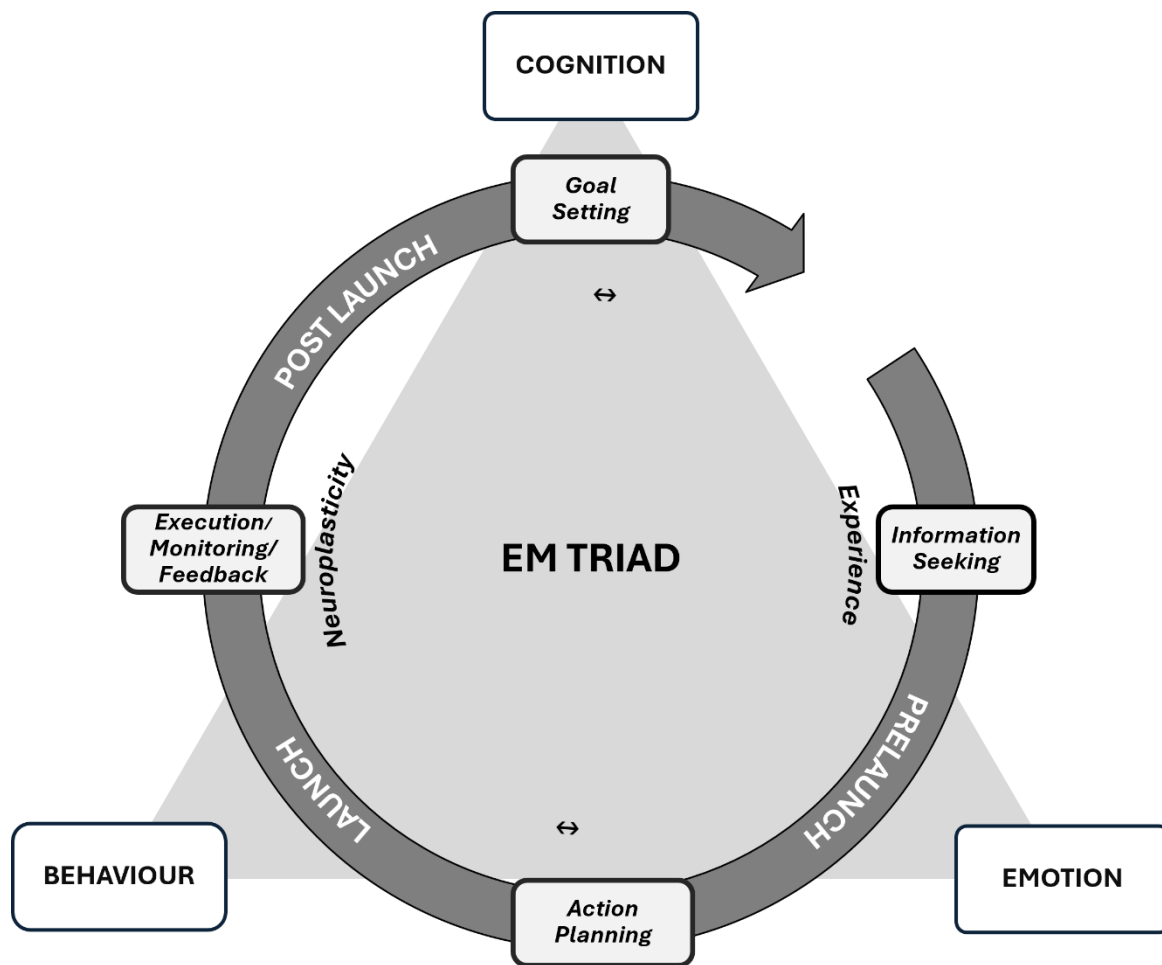 COGNITION
Goal
Setting
↔
POST LAUNCH
Neuroplasticity
Experience
Execution/
Monitoring/
Feedback
EM TRIAD
Information
Seeking
LAUNCH
PRELAUNCH
↔
BEHAVIOUR
EMOTION
Action
Planning